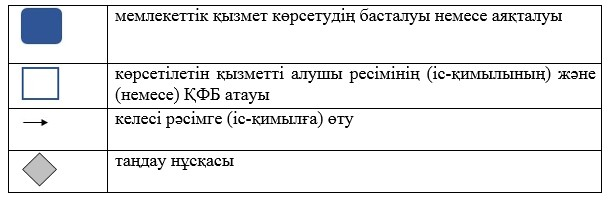 мемлекеттік қызмет көрсетудің басталуы немесе аяқталуы
көрсетілетін қызметті алушы ресімінің (іс-қимылының) және
(немесе) ҚФБ атауы
келесі рәсімге (іс-қимылға) өту
таңдау нұсқасы